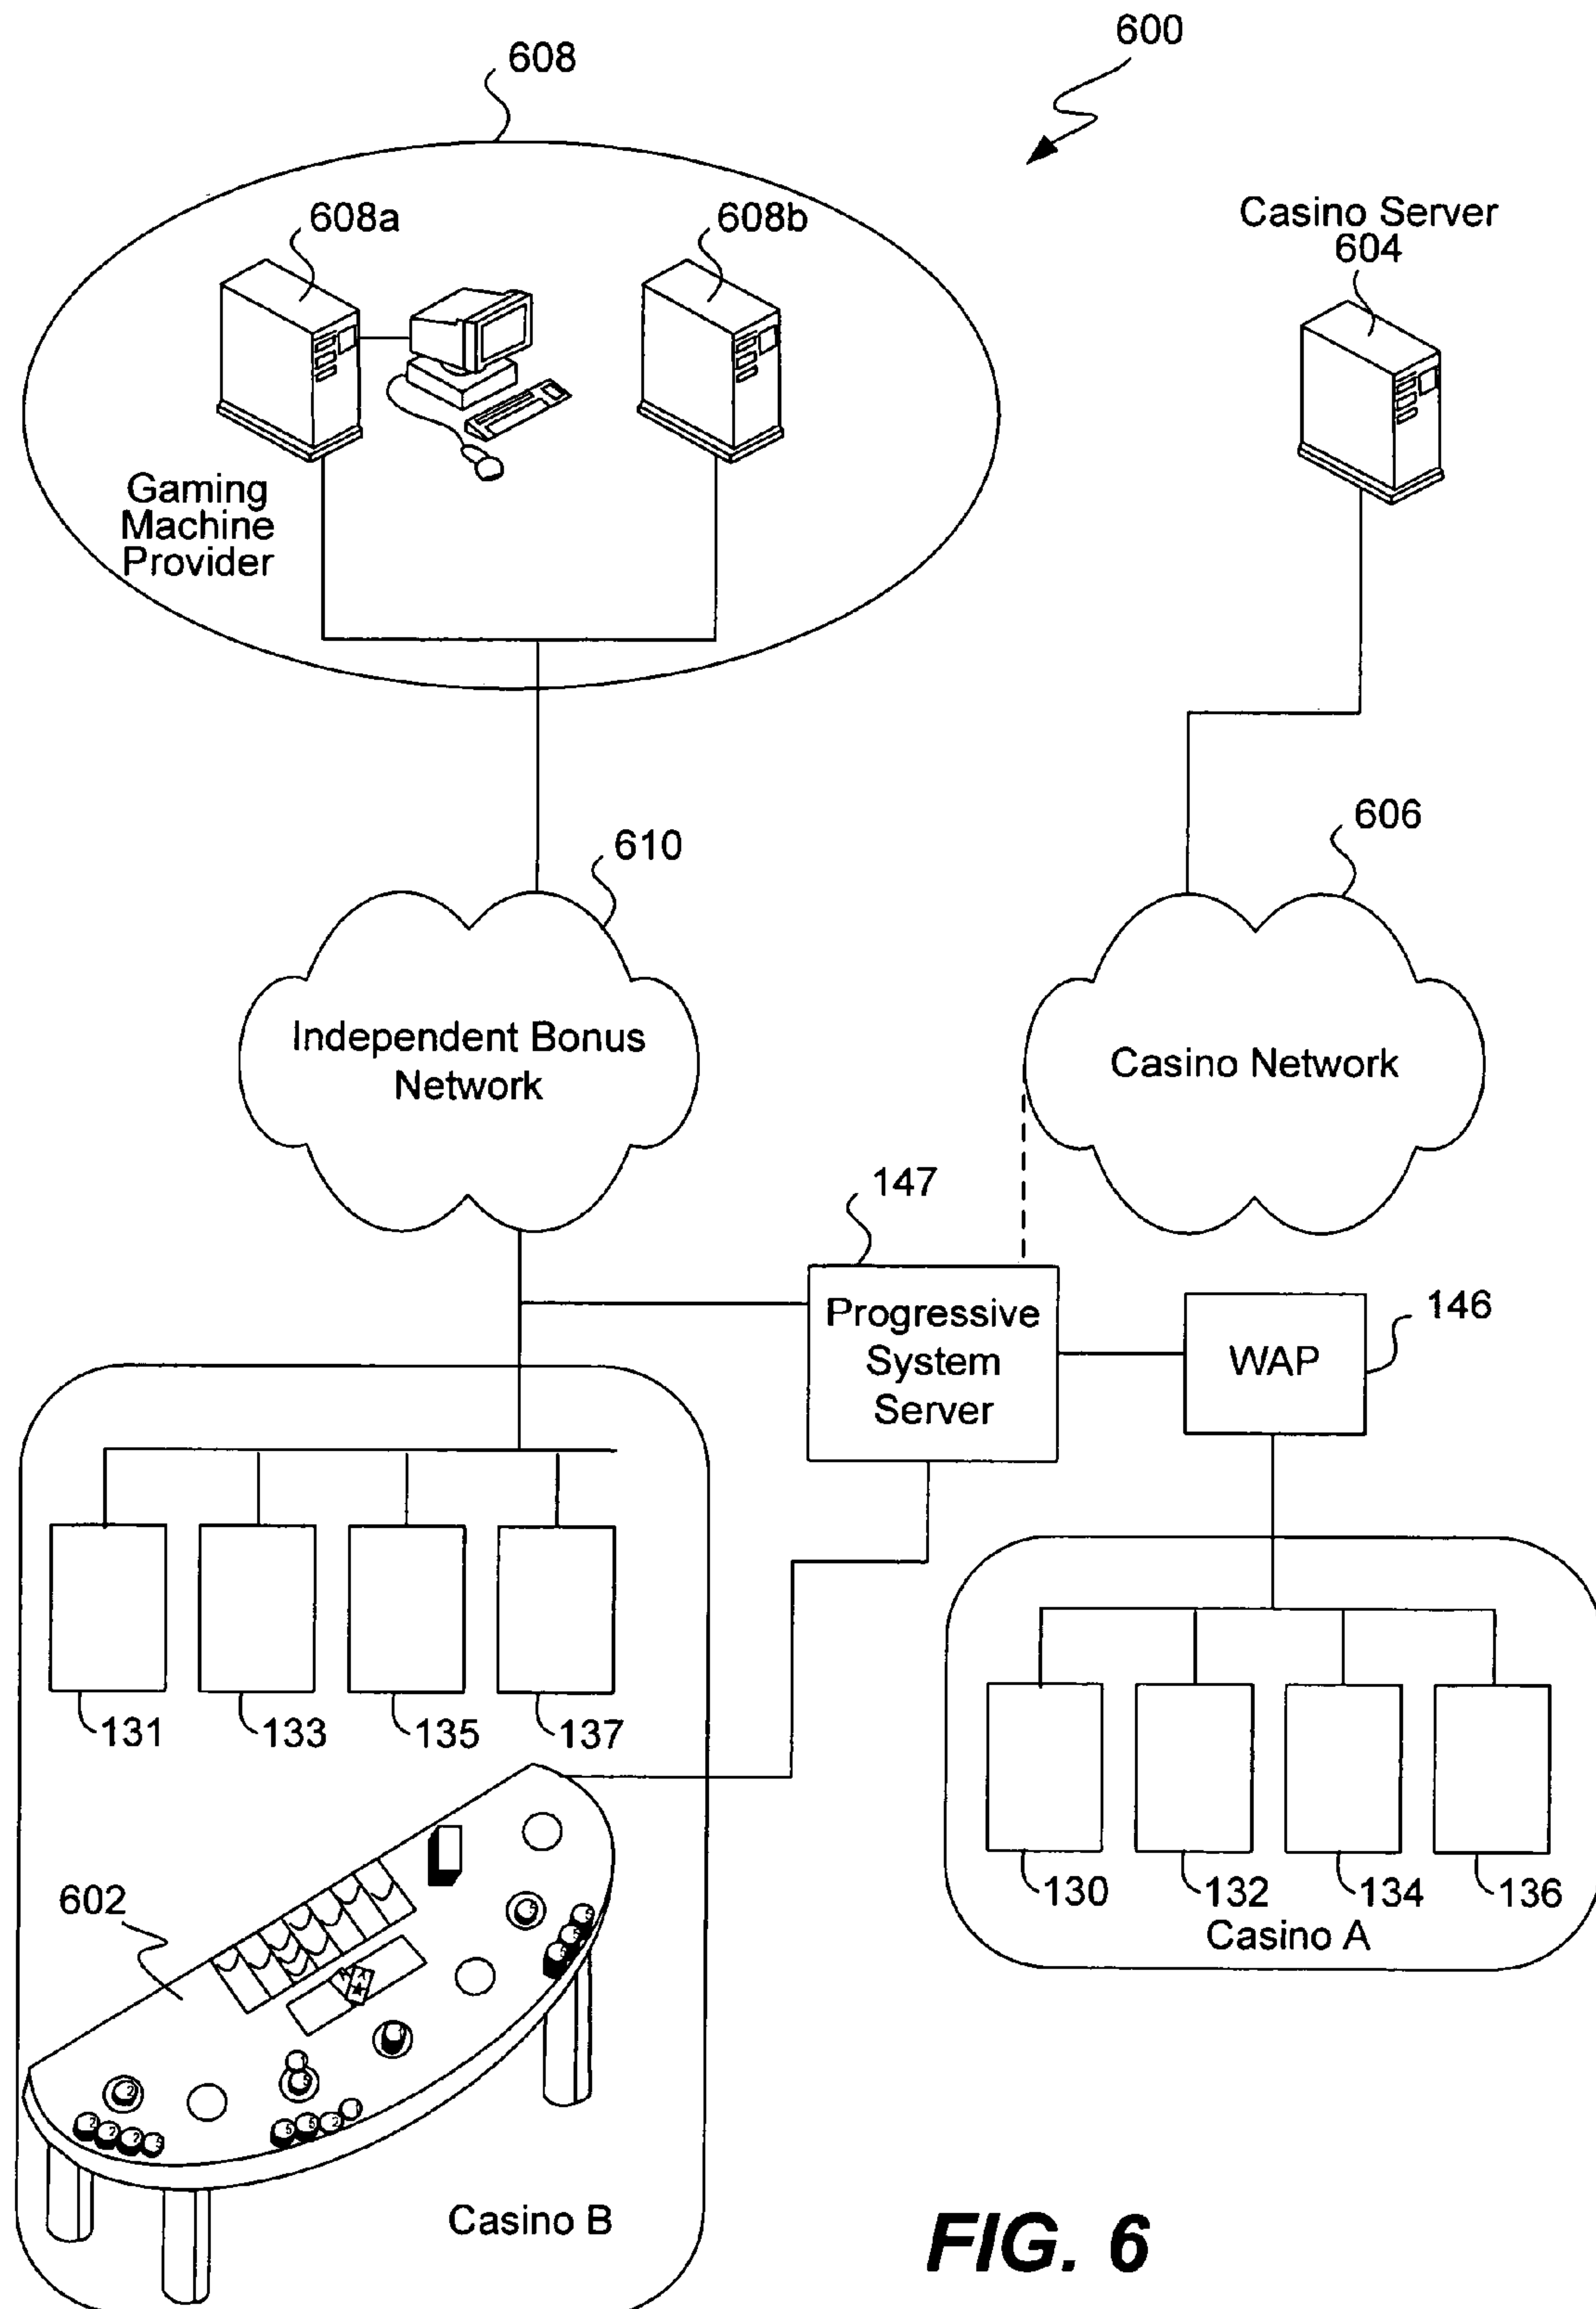 600
608
608a
608b
Casino Server
604
Gaming
Machine
Provider
610
606
Independent Bonus
Network
Casino Network
147
Progressive
System
Server
WAP
146
131
133
135
137
130
132
134
136
Casino A
602
Casino B
FIG. 6